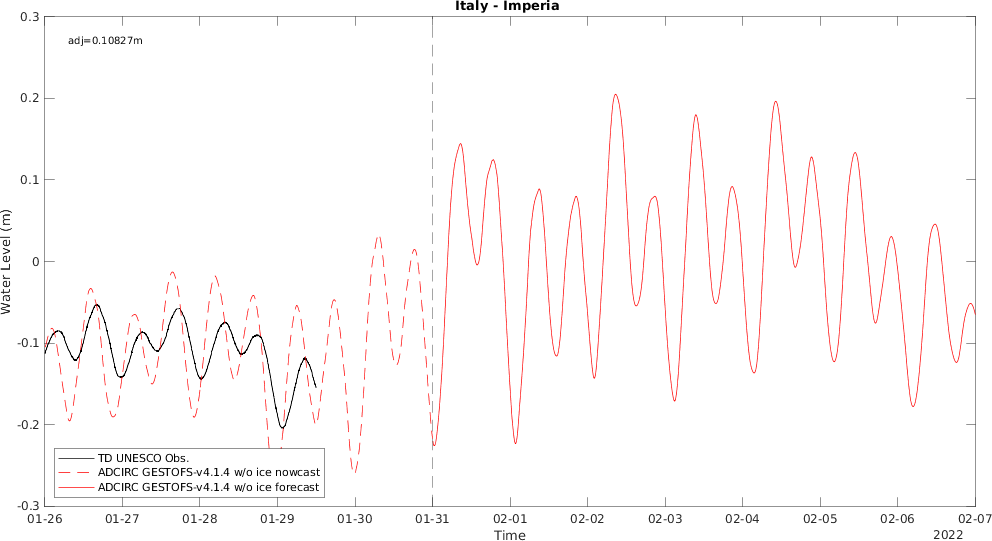 Italy - Imperia
adj=0.10827m
0.3
0.2
0.1
0
-0.1
-0.2
-0.3
Water Level (m)
TD UNESCO Obs.
ADCIRC GESTOFS-v4.1.4 w/o ice nowcast
ADCIRC GESTOFS-v4.1.4 w/o ice forecast
01-26 01-27 01-28 01-29 01-30 01-31 02-01 02-02 02-03 02-04 02-05 02-06 02-07
Time
2022